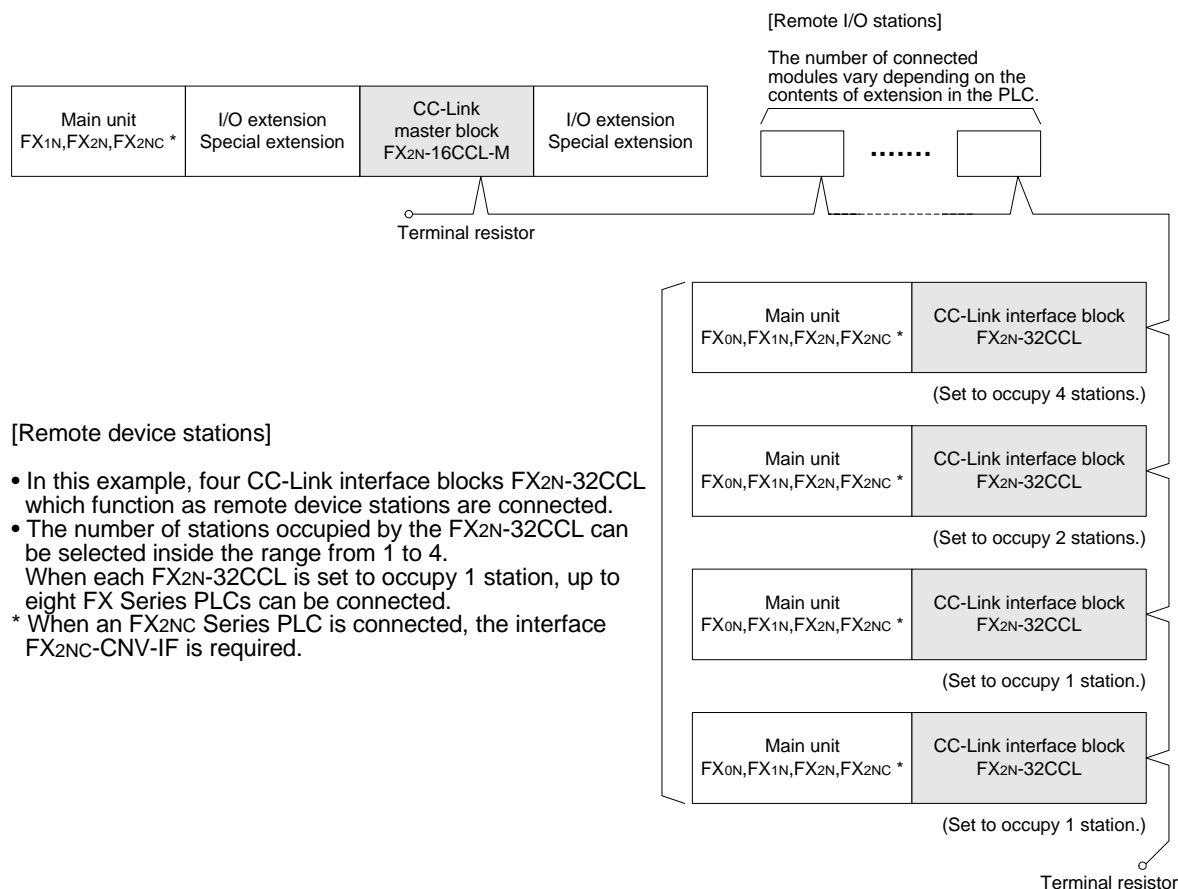 [Remote I/O stations]
The number of connected
modules vary depending on the
contents of extension in the PLC.
Main unit
FX1N,FX2N,FX2NC *
I/O extension
Special extension
CC-Link
master block
FX2N-16CCL-M
I/O extension
Special extension
.......
Terminal resistor
Main unit
FX0N,FX1N,FX2N,FX2NC *
CC-Link interface block
FX2N-32CCL
(Set to occupy 4 stations.)
Main unit
FX0N,FX1N,FX2N,FX2NC *
CC-Link interface block
FX2N-32CCL
(Set to occupy 2 stations.)
Main unit
FX0N,FX1N,FX2N,FX2NC *
CC-Link interface block
FX2N-32CCL
(Set to occupy 1 station.)
Main unit
FX0N,FX1N,FX2N,FX2NC *
CC-Link interface block
FX2N-32CCL
(Set to occupy 1 station.)
Terminal resistor
[Remote device stations]
• In this example, four CC-Link interface blocks FX2N-32CCL
which function as remote device stations are connected.
• The number of stations occupied by the FX2N-32CCL can
be selected inside the range from 1 to 4.
When each FX2N-32CCL is set to occupy 1 station, up to
eight FX Series PLCs can be connected.
* When an FX2NC Series PLC is connected, the interface
FX2NC-CNV-IF is required.